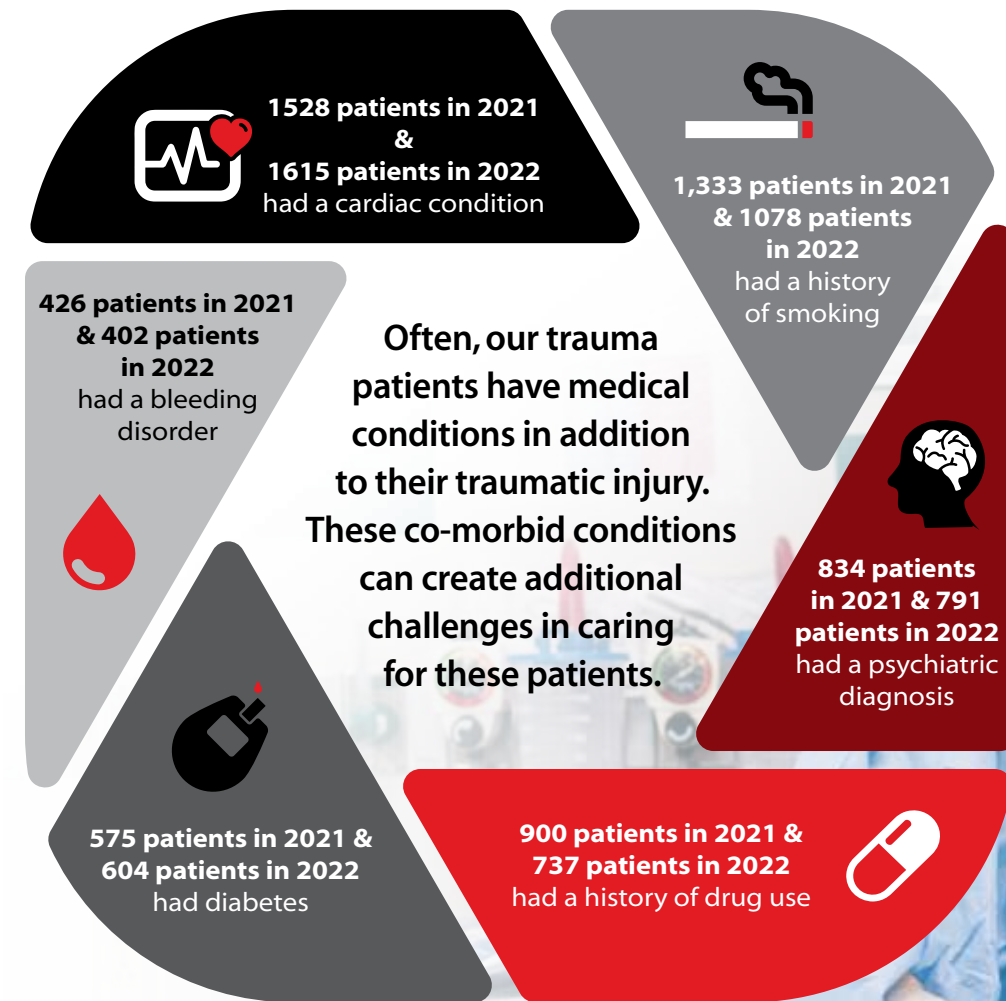 1528 patients in 2021
&
1615 patients in 2022
had a cardiac condition
1,333 patients in 2021
& 1078 patients
in 2022
had a history
of smoking
426 patients in 2021
& 402 patients
in 2022
had a bleeding
disorder
Often, our trauma
patients have medical
conditions in addition
to their traumatic injury.
These co-morbid conditions
can create additional
challenges in caring
for these patients.
834 patients
in 2021 & 791
patients in 2022
had a psychiatric
diagnosis
575 patients in 2021 &
604 patients in 2022
had diabetes
900 patients in 2021 &
737 patients in 2022
had a history of drug use